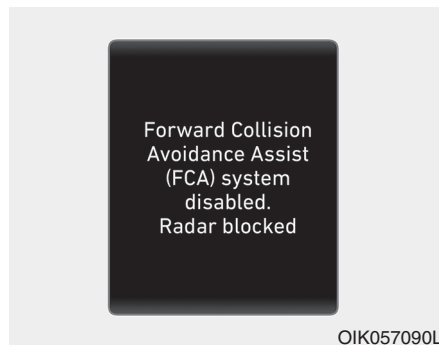 Forward Collision
Avoidance Assist
(FCA) system
disabled.
Radar blocked
OIK057090L